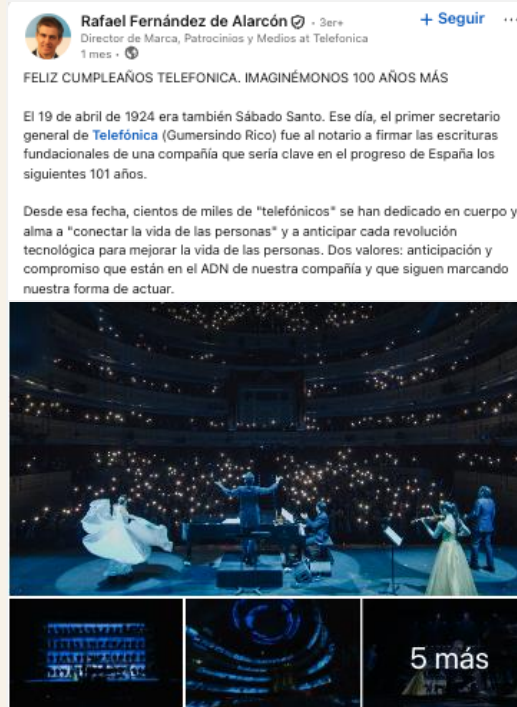 Rafael Fernández de Alarcón · 3er+
+ Seguir ...
Director de Marca, Patrocinios y Medios at Telefonica
1 mes ·
FELIZ CUMPLEAÑOS TELEFONICA. IMAGINÉMONOS 100 AÑOS MÁS
El 19 de abril de 1924 era también Sábado Santo. Ese día, el primer secretario
general de Telefónica (Gumersindo Rico) fue al notario a firmar las escrituras
fundacionales de una compañía que sería clave en el progreso de España los
siguientes 101 años.
Desde esa fecha, cientos de miles de "telefónicos" se han dedicado en cuerpo y
alma a "conectar la vida de las personas" y a anticipar cada revolución
tecnológica para mejorar la vida de las personas. Dos valores: anticipación y
compromiso que están en el ADN de nuestra compañía y que siguen marcando
nuestra forma de actuar.
5 más